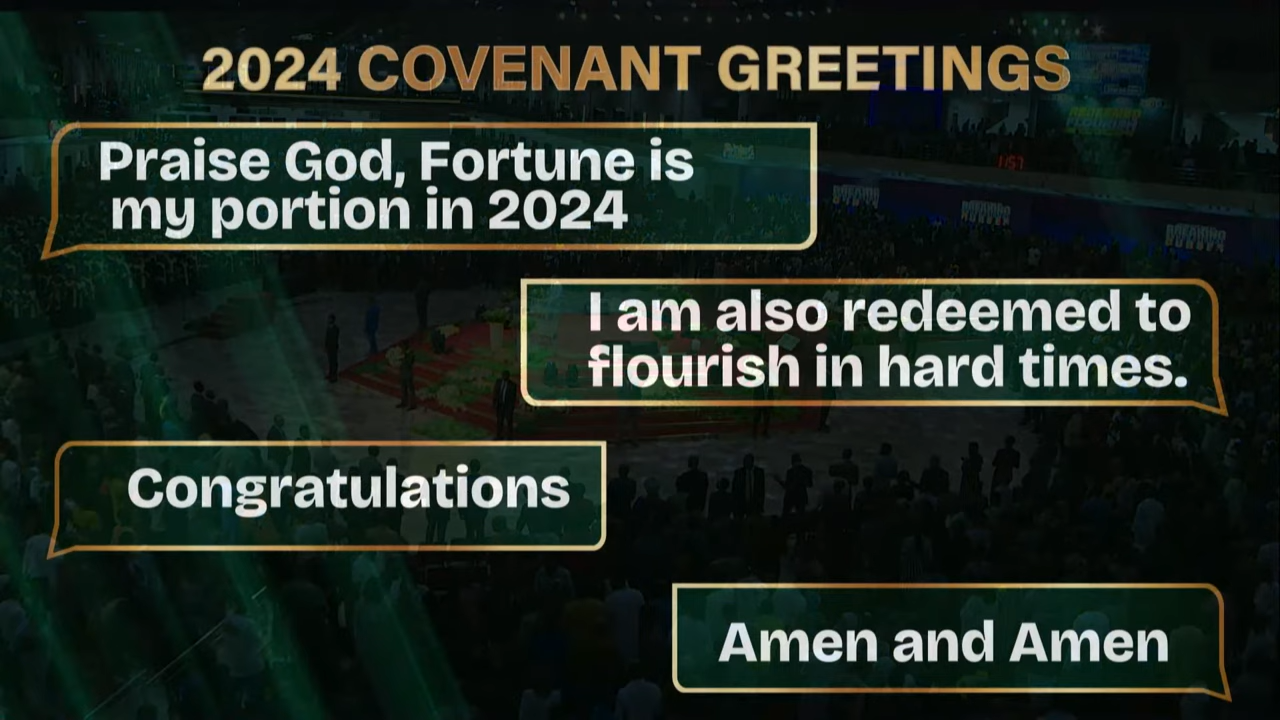 2024 COVENANT GREETINGS
Praise God, Fortune is
my portion in 2024
I am also redeemed to
flourish in hard times.
Congratulations
Amen and Amen